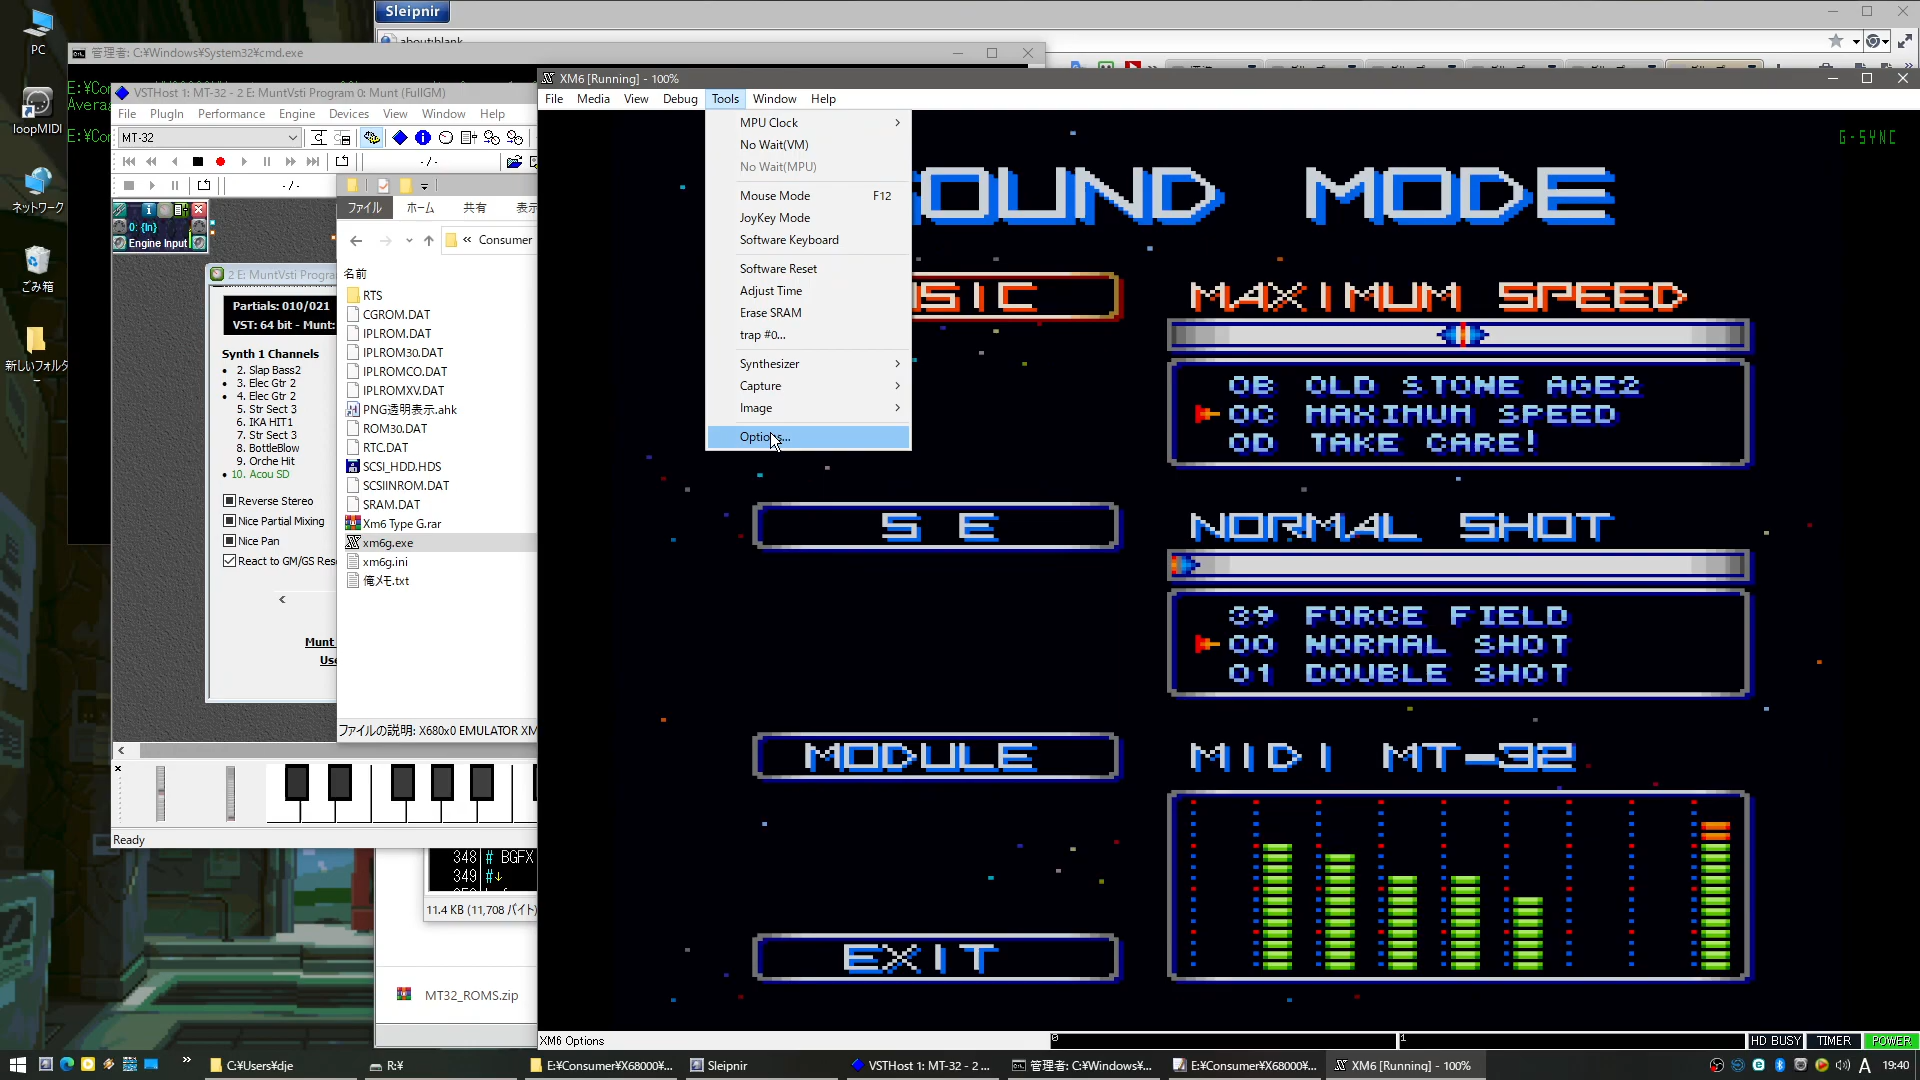 Sleipnir
about:blank
PC
管理者: C:¥Windows¥System32¥cmd.exe
loopMIDI
ネットワーク
ごみ箱
新しいフォルダ
VSTHost 1: MT-32 - 2 E: MuntVsti Program 0: Munt (FullGM)
File PlugIn Performance Engine Devices View Window Help
MT-32
-/-
-/-
0: {In}
Engine Input
2 E: MuntVsti Progra
Partials: 010/021
VST: 64 bit - Munt:
Synth 1 Channels
2. Slap Bass2
3. Elec Gtr 2
4. Elec Gtr 2
5. Str Sect 3
6. IKA HIT1
7. Str Sect 3
8. BottleBlow
9. Orche Hit
10. Acou SD
Reverse Stereo
Nice Partial Mixing
Nice Pan
React to GM/GS Res
Munt
Use
Ready
ファイル ホーム 共有 表示
« Consumer
名前
RTS
CGROM.DAT
IPLROM.DAT
IPLROM30.DAT
IPLROMCO.DAT
IPLROMXV.DAT
PNG透明表示.ahk
ROM30.DAT
RTC.DAT
SCSI_HDD.HDS
SCSIINROM.DAT
SRAM.DAT
Xm6 Type G.rar
xm6g.exe
xm6g.ini
俺メモ.txt
ファイルの説明: X680x0 EMULATOR XM
348 # BGFX
349 #↓
11.4 KB (11,708 バイト)
MT32_ROMS.zip
XM6 [Running] - 100%
File Media View Debug Tools Window Help
MPU Clock
No Wait(VM)
No Wait(MPU)
Mouse Mode F12
JoyKey Mode
Software Keyboard
Software Reset
Adjust Time
Erase SRAM
trap #0...
Synthesizer
Capture
Image
Options...
G-SYNC
OUND MODE
SIC
MAXIMUM SPEED
0B OLD STONE AGE2
0C MAXIMUM SPEED
0D TAKE CARE!
SE
NORMAL SHOT
39 FORCE FIELD
00 NORMAL SHOT
01 DOUBLE SHOT
MODULE
MIDI MT-32
EXIT
XM6 Options
0
1
HD BUSY TIMER POWER
C:¥Users¥dje
R:¥
E:¥Consumer¥X68000¥...
Sleipnir
VSTHost 1: MT-32 - 2 ...
管理者: C:¥Windows¥...
E:¥Consumer¥X68000¥...
XM6 [Running] - 100%
A
19:40